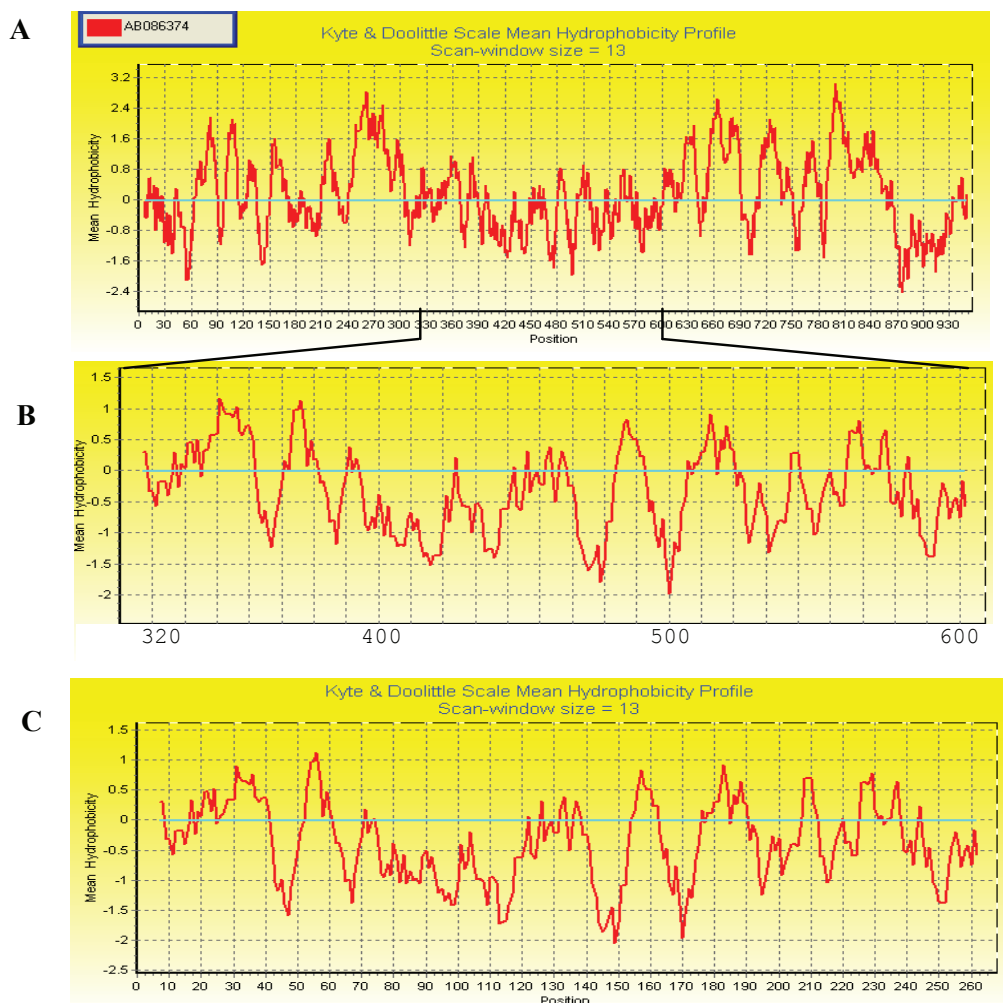 A
AB086374
Kyte & Doolittle Scale Mean Hydrophobicity Profile
Scan-window size = 13
Mean Hydrophobicity
3.2
2.4
1.6
0.8
0
-0.8
-1.6
-2.4
0 30 60 90 120 150 180 210 240 270 300 330 360 390 420 450 480 510 540 570 600 630 660 690 720 750 780 810 840 870 900 930
Position
B
Mean Hydrophobicity
1.5
1
0.5
0
-0.5
-1
-1.5
-2
320 400 500 600
C
Kyte & Doolittle Scale Mean Hydrophobicity Profile
Scan-window size = 13
Mean Hydrophobicity
1.5
1
0.5
0
-0.5
-1
-1.5
-2
-2.5
0 10 20 30 40 50 60 70 80 90 100 110 120 130 140 150 160 170 180 190 200 210 220 230 240 250 260
Position